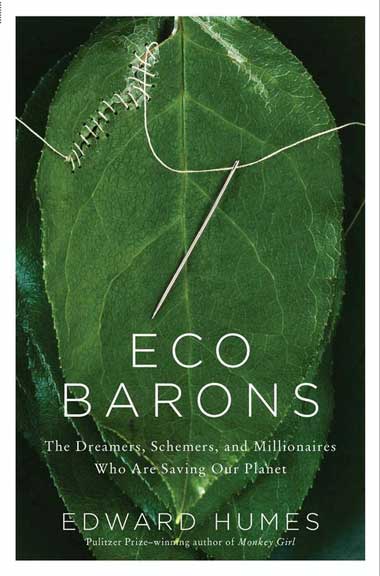 ECO
BARONS
The Dreamers, Schemers, and Millionaires
Who Are Saving Our Planet
EDWARD HUMES
Pulitzer Prize–winning author of Monkey Girl